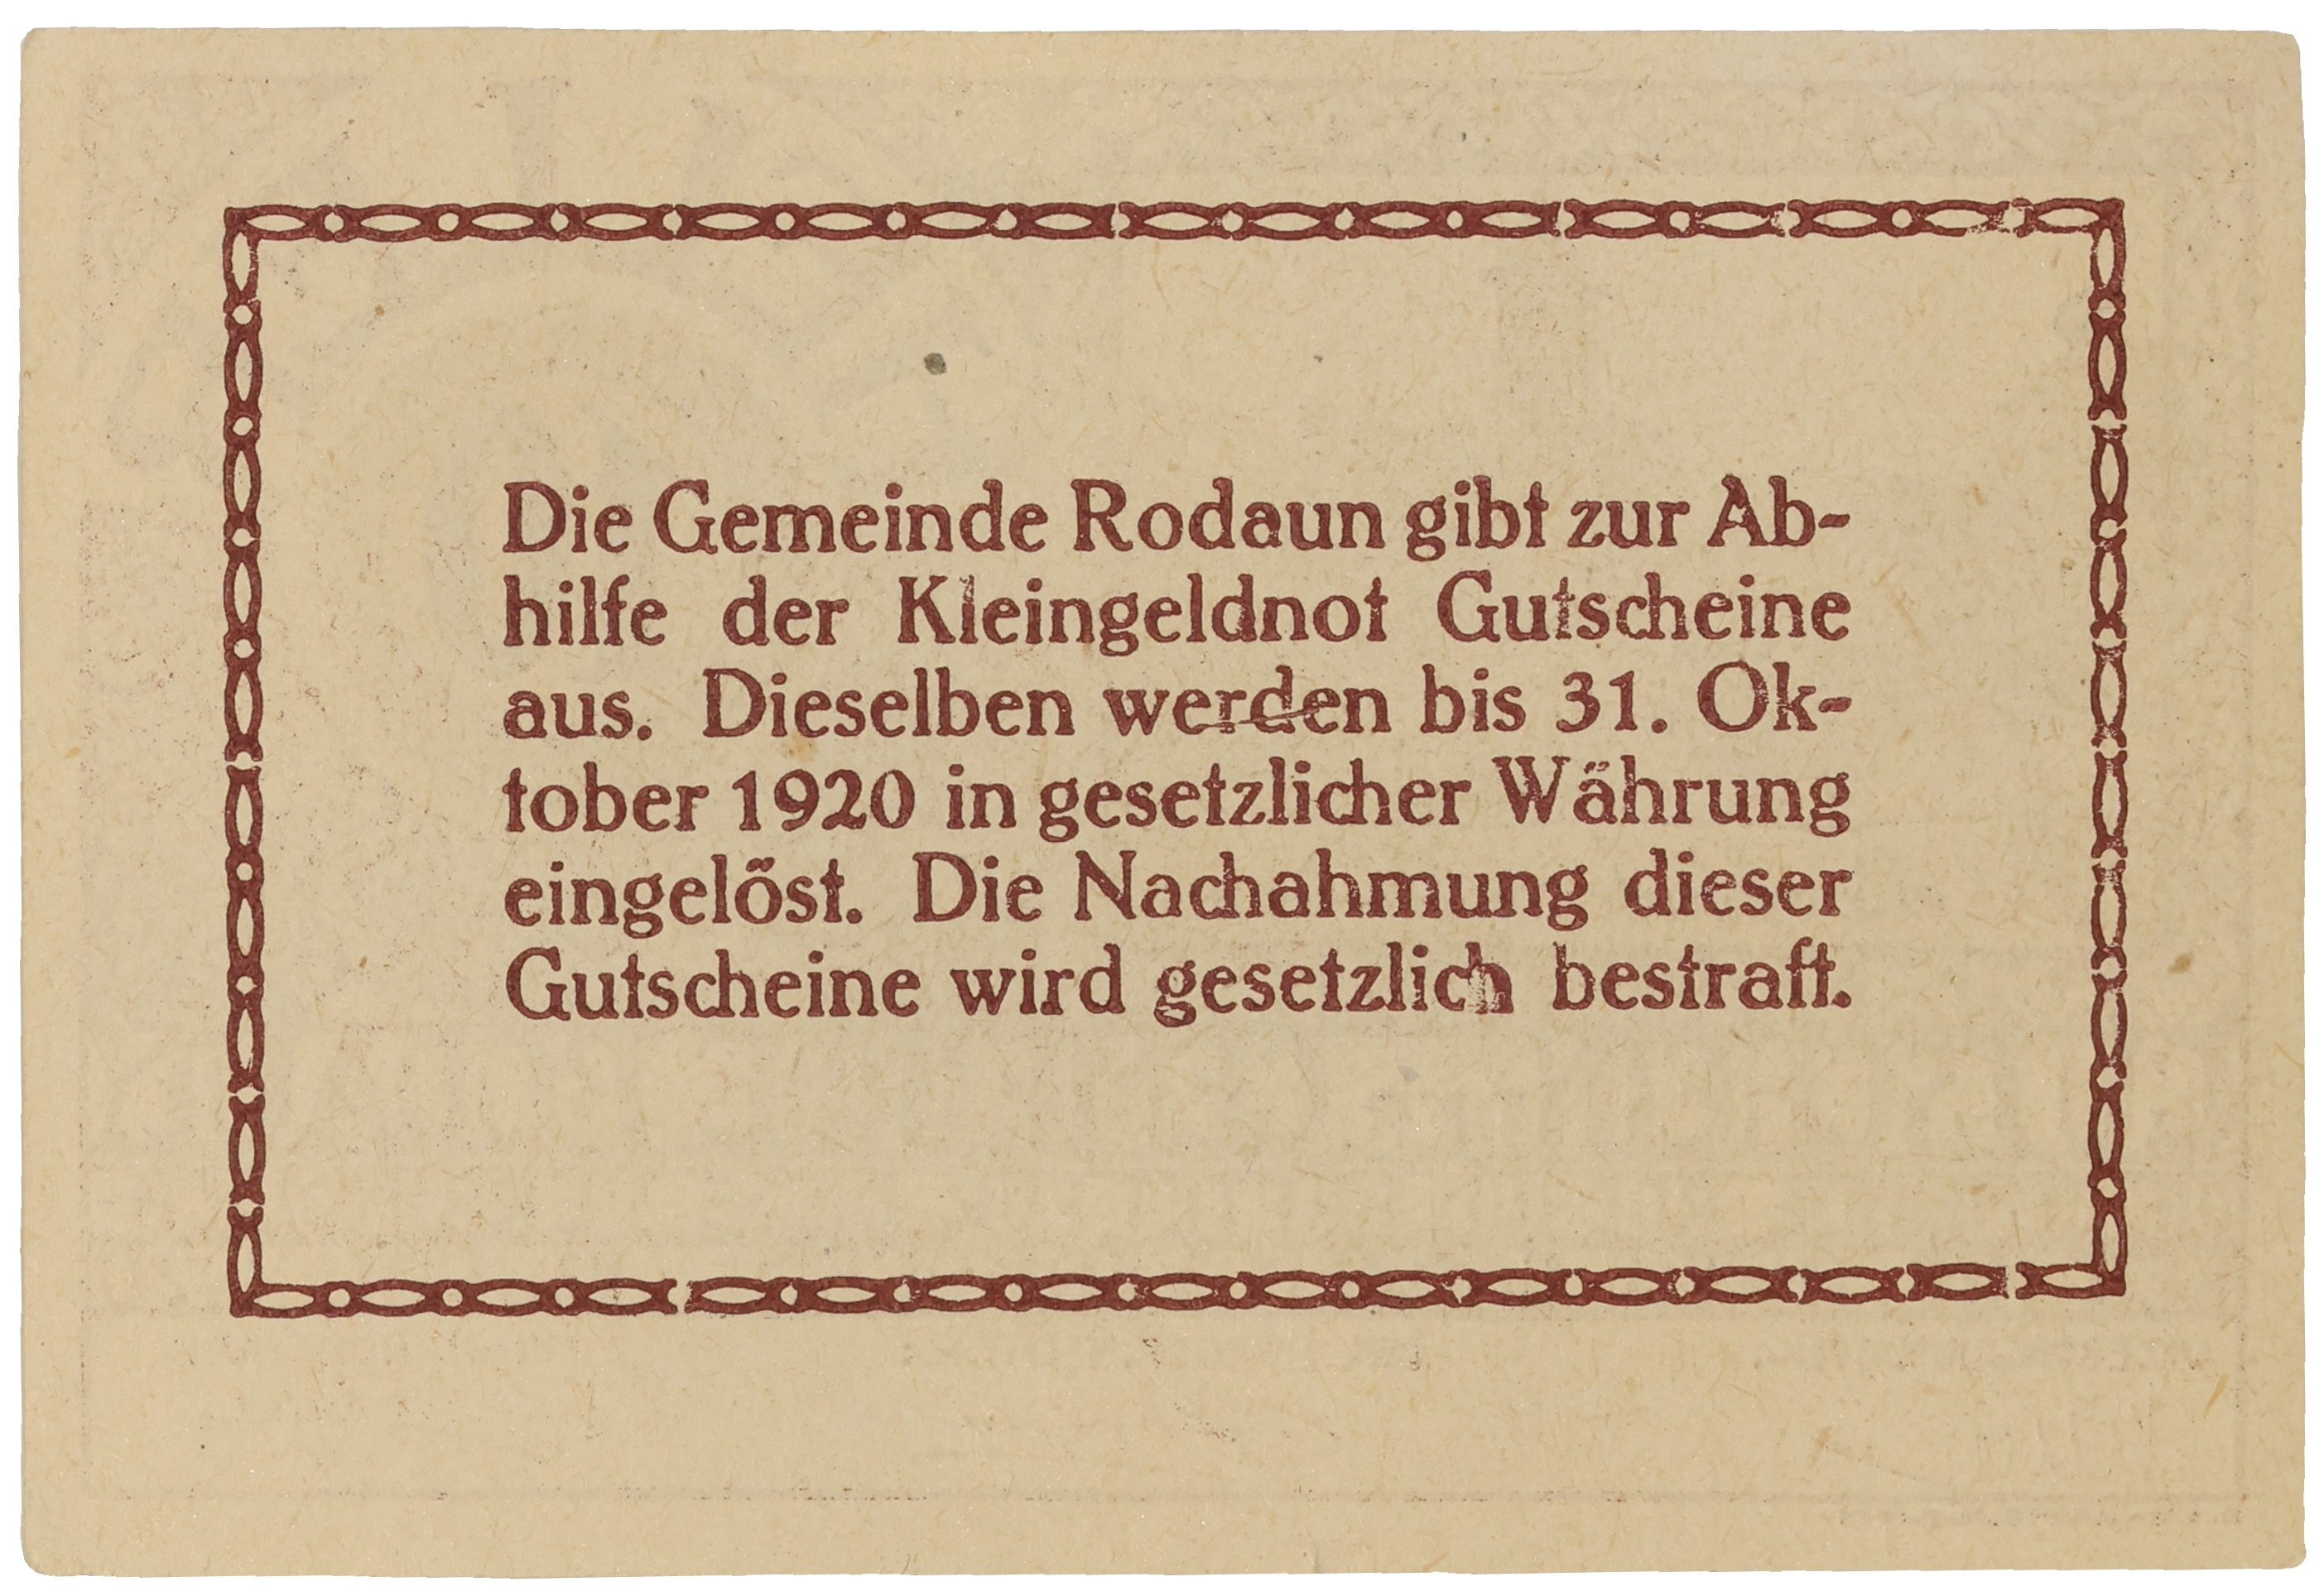 Die Gemeinde Rodaun gibt zur Ab-
hilfe der Kleingeldnot Gutscheine
aus. Dieselben werden bis 31. Ok-
tober 1920 in gesetzlicher Währung
eingelöst. Die Nachahmung dieser
Gutscheine wird gesetzlich bestraft.